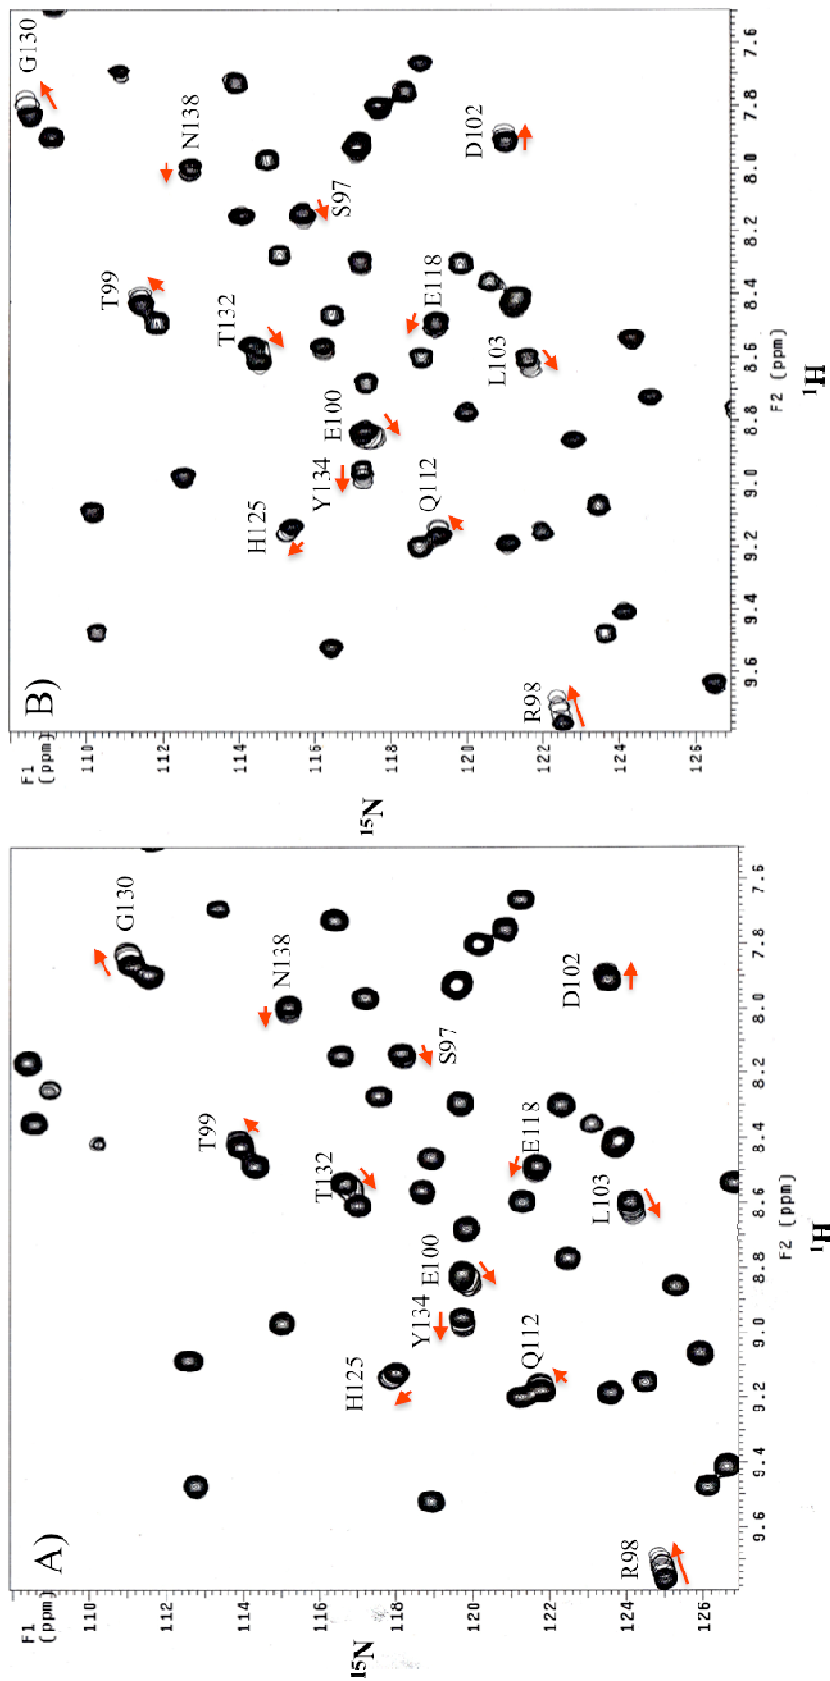 A)
F1
(ppm)
110
112
114
116
118
120
122
124
126
¹⁵N
G130
N138
S97
D102
T99
T132
E118
L103
E100
Y134
H125
Q112
R98
9.6
9.4
9.2
9.0
8.8
8.6
8.4
8.2
8.0
7.8
7.6
F2 (ppm)
¹H
B)
F1
(ppm)
110
112
114
116
118
120
122
124
126
¹⁵N
G130
N138
S97
D102
T99
T132
E118
L103
E100
Y134
H125
Q112
R98
9.6
9.4
9.2
9.0
8.8
8.6
8.4
8.2
8.0
7.8
7.6
F2 (ppm)
¹H